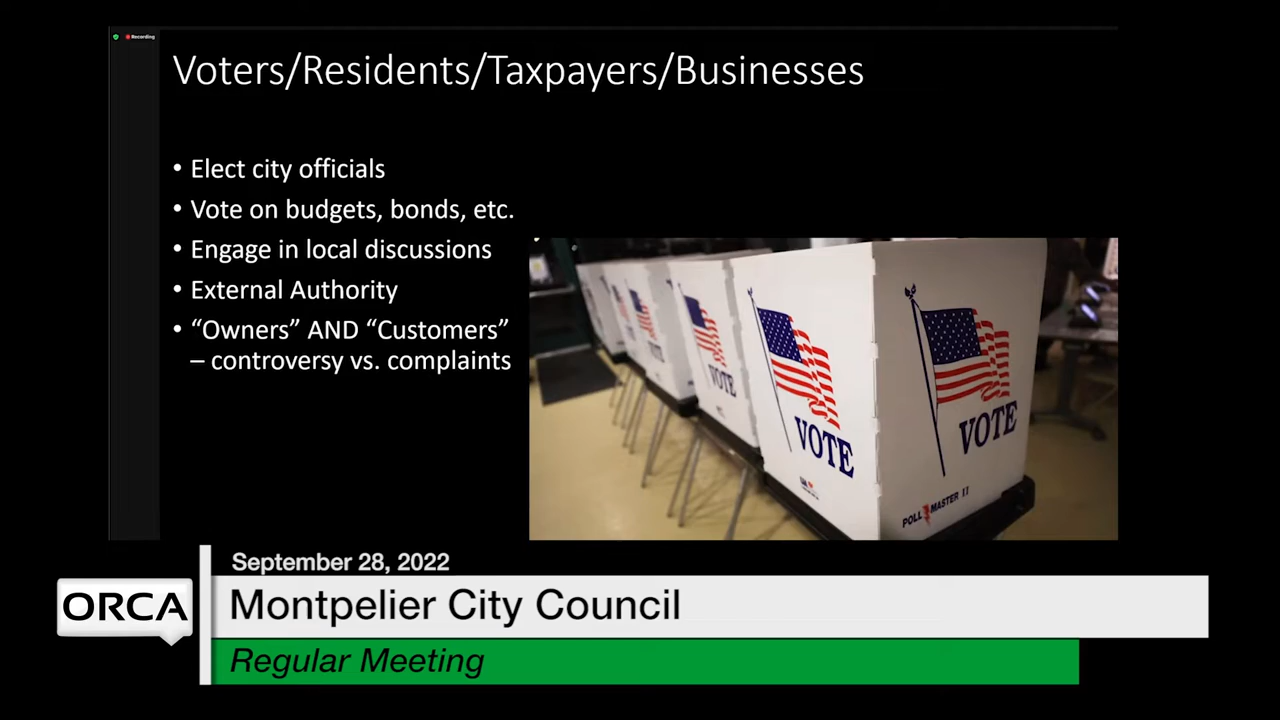 Recording
Voters/Residents/Taxpayers/Businesses
• Elect city officials
• Vote on budgets, bonds, etc.
• Engage in local discussions
• External Authority
• “Owners” AND “Customers”
– controversy vs. complaints
VOTE
VOTE
VOTE
VOTE
POLL MASTER II
September 28, 2022
ORCA
Montpelier City Council
Regular Meeting